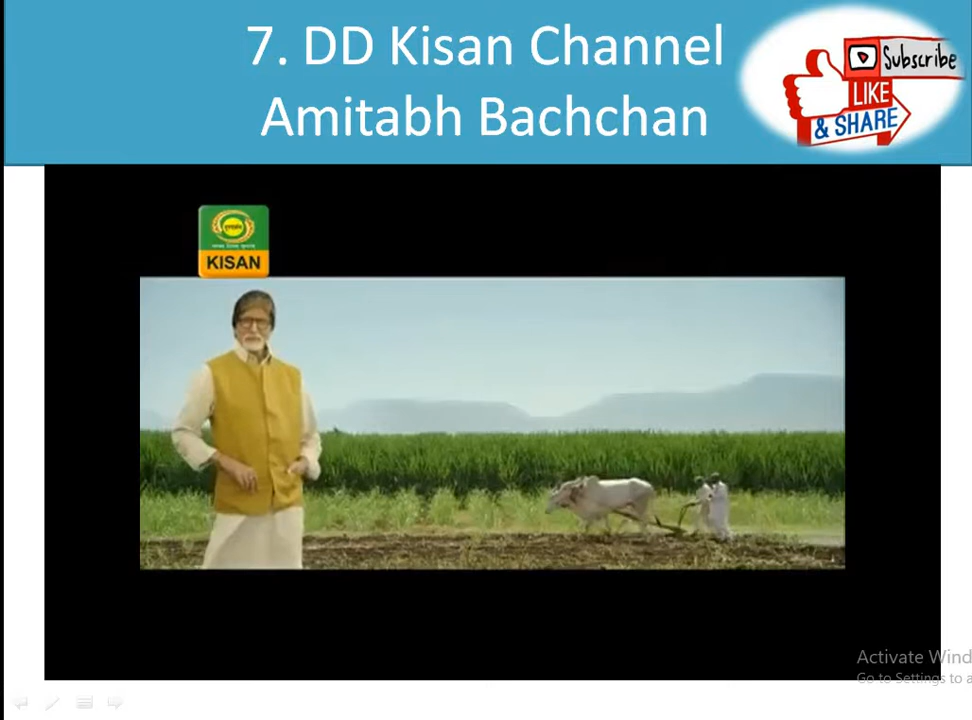 7. DD Kisan Channel
Amitabh Bachchan
Subscribe
LIKE
& SHARE
KISAN
Activate Wind
Go to Settings to a